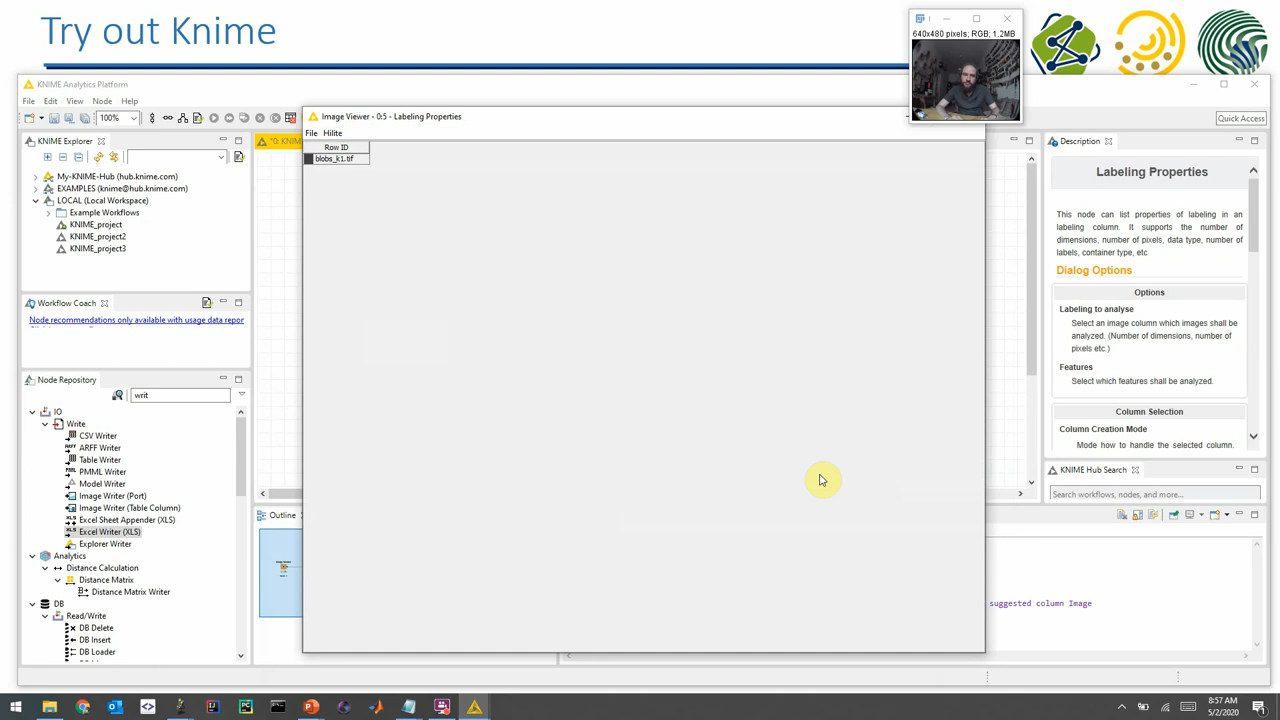 Try out Knime
640x480 pixels; RGB; 1.2MB
KNIME Analytics Platform
File Edit View Node Help
100%
Quick Access
Image Viewer - 0:5 - Labeling Properties
File Hilite
Row ID
blobs_k1.tif
KNIME Explorer
My-KNIME-Hub (hub.knime.com)
EXAMPLES (knime@hub.knime.com)
LOCAL (Local Workspace)
Example Workflows
KNIME_project
KNIME_project2
KNIME_project3
Workflow Coach
Node recommendations only available with usage data repor
Node Repository
writ
IO
Write
CSV Writer
ARFF Writer
Table Writer
PMML Writer
Model Writer
Image Writer (Port)
Image Writer (Table Column)
Excel Sheet Appender (XLS)
Excel Writer (XLS)
Explorer Writer
Analytics
Distance Calculation
Distance Matrix
Distance Matrix Writer
DB
Read/Write
DB Delete
DB Insert
DB Loader
*0: KNIM
Outline
Description
Labeling Properties
This node can list properties of labeling in an
labeling column. It supports the number of
dimensions, number of pixels, data type, number of
labels, container type, etc
Dialog Options
Options
Labeling to analyse
Select an image column which images shall be
analyzed. (Number of dimensions, number of
pixels etc.)
Features
Select which features shall be analyzed.
Column Selection
Column Creation Mode
Mode how to handle the selected column.
KNIME Hub Search
Search workflows, nodes, and more...
suggested column Image
8:57 AM
5/2/2020